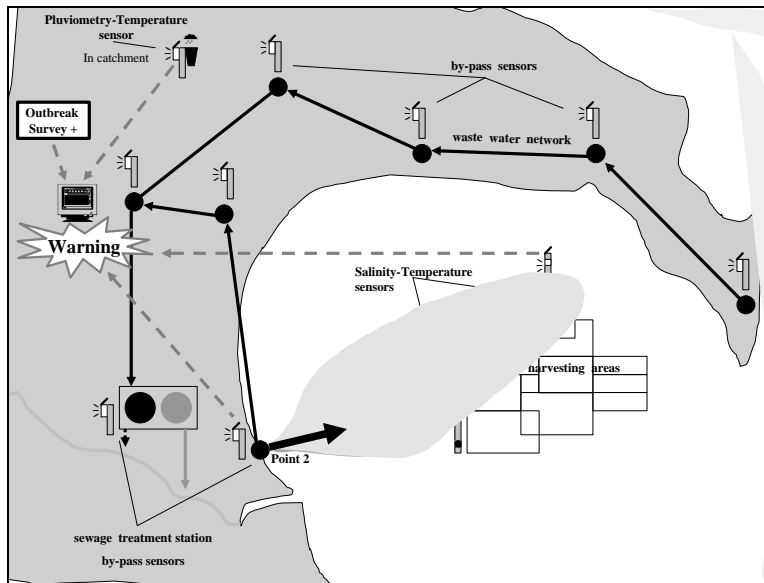 Pluviometry-Temperature
sensor
In catchment
by-pass sensors
Outbreak
Survey +
waste water network
Warning
Salinity-Temperature
sensors
harvesting areas
Point 2
sewage treatment station
by-pass sensors